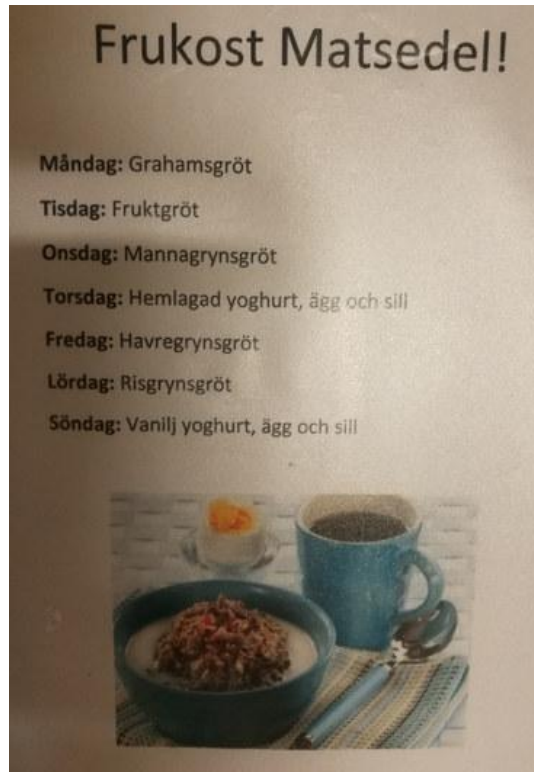 Frukost Matsedel!
Måndag: Grahamsgröt
Tisdag: Fruktgröt
Onsdag: Mannagrynsgröt
Torsdag: Hemlagad yoghurt, ägg och sill
Fredag: Havregrynsgröt
Lördag: Risgrynsgröt
Söndag: Vanilj yoghurt, ägg och sill